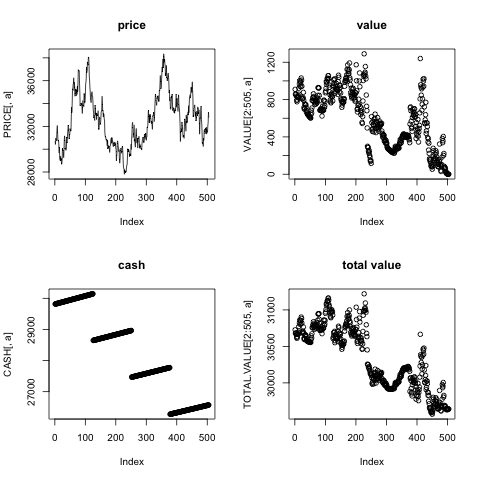 price
PRICE[, a]
28000 32000 36000
0 100 200 300 400 500
Index
value
VALUE[2:505, a]
0 400 800 1200
0 100 200 300 400 500
Index
cash
CASH[, a]
27000 29000
0 100 200 300 400 500
Index
total value
TOTAL.VALUE[2:505, a]
30000 30500 31000
0 100 200 300 400 500
Index